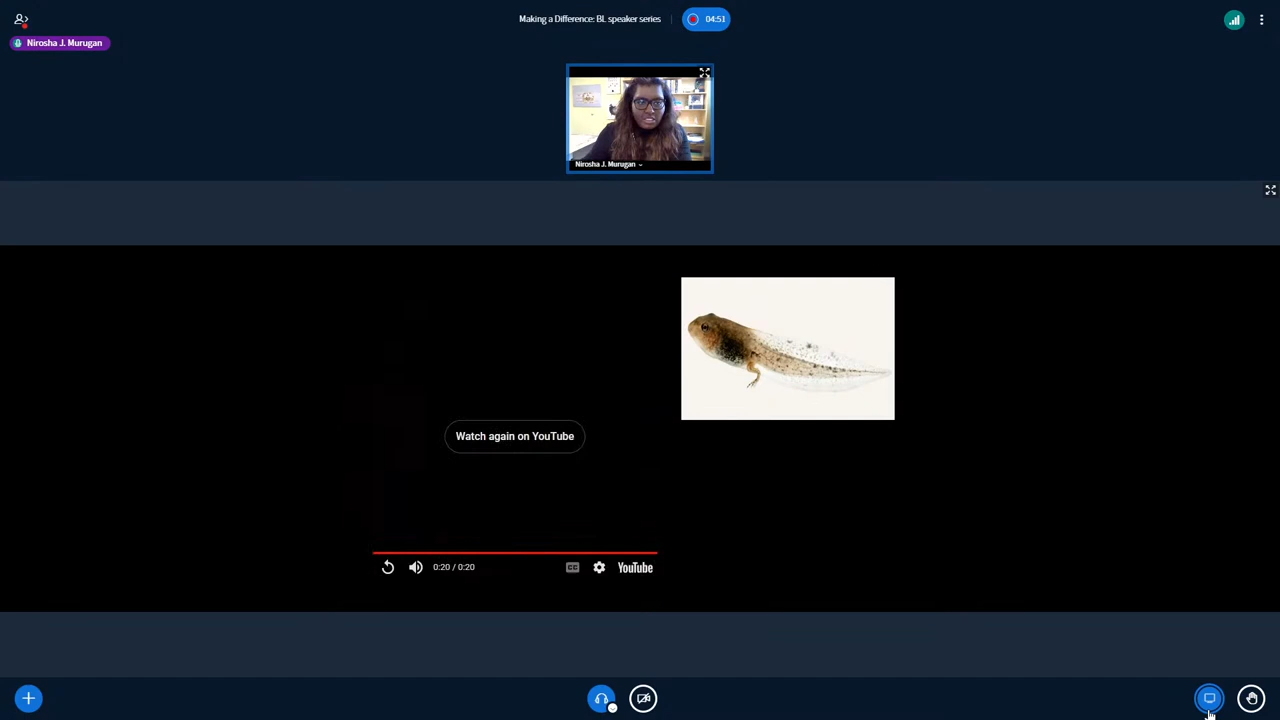 Making a Difference: BL speaker series
04:51
Nirosha J. Murugan
Nirosha J. Murugan
Watch again on YouTube
0:20 / 0:20
CC
YouTube